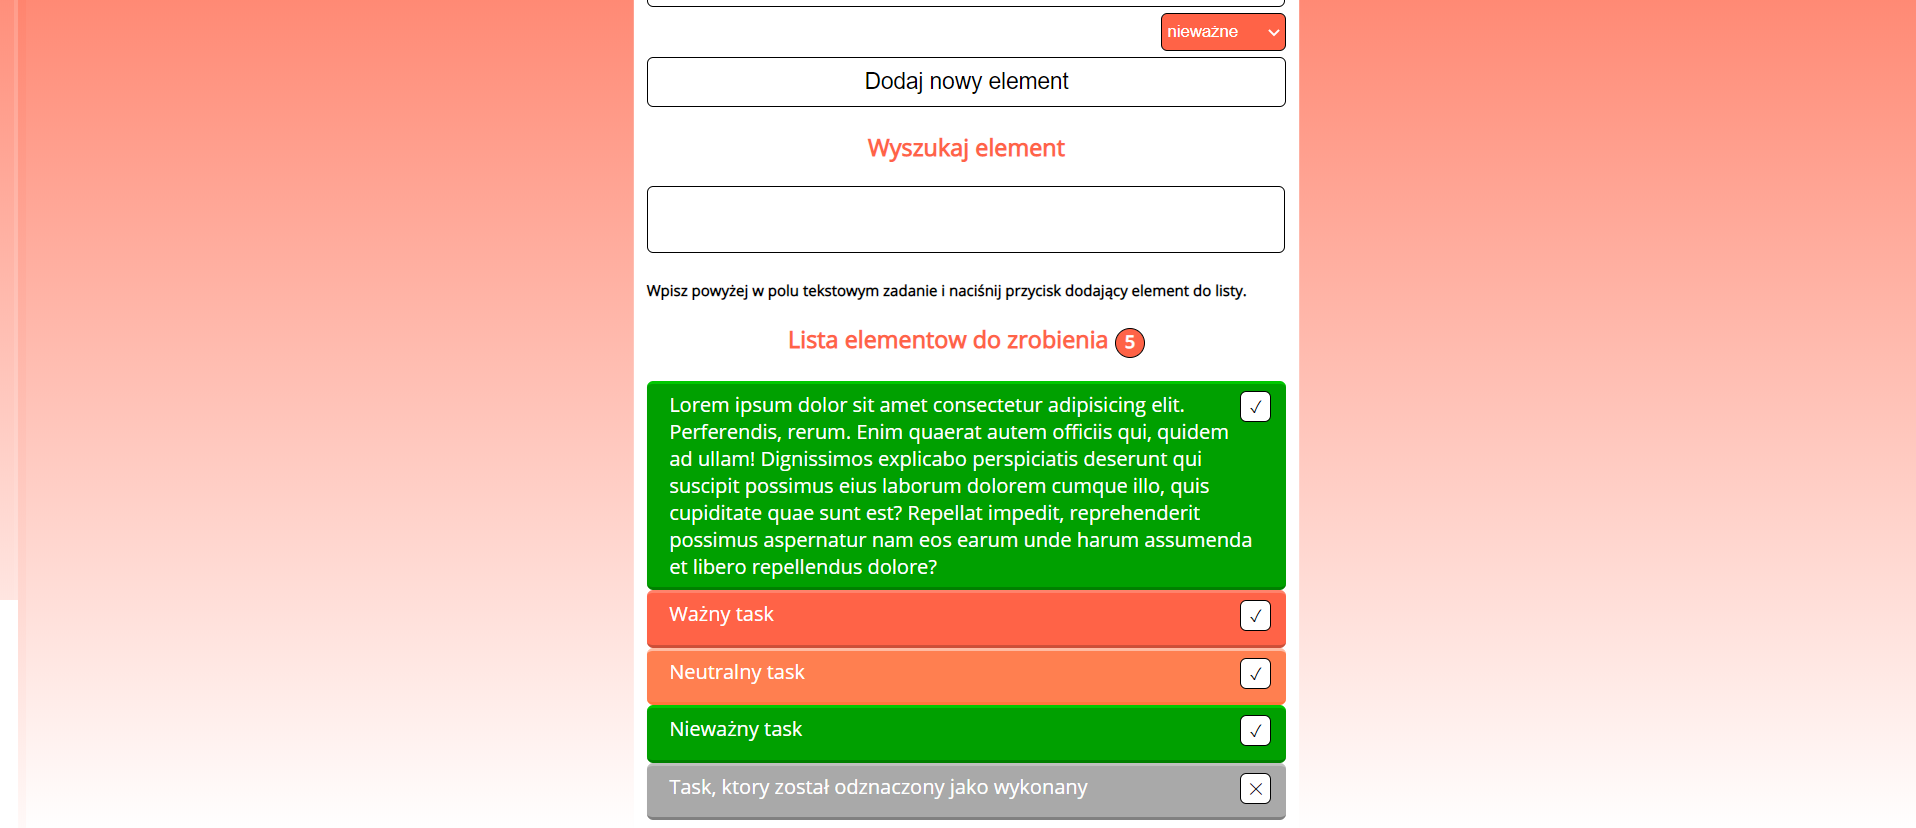 nieważne
Dodaj nowy element
Wyszukaj element
Wpisz powyżej w polu tekstowym zadanie i naciśnij przycisk dodający element do listy.
Lista elementow do zrobienia 5
Lorem ipsum dolor sit amet consectetur adipisicing elit.
Perferendis, rerum. Enim quaerat autem officiis qui, quidem
ad ullam! Dignissimos explicabo perspiciatis deserunt qui
suscipit possimus eius laborum dolorem cumque illo, quis
cupiditate quae sunt est? Repellat impedit, reprehenderit
possimus aspernatur nam eos earum unde harum assumenda
et libero repellendus dolore?
Ważny task
Neutralny task
Nieważny task
Task, ktory został odznaczony jako wykonany